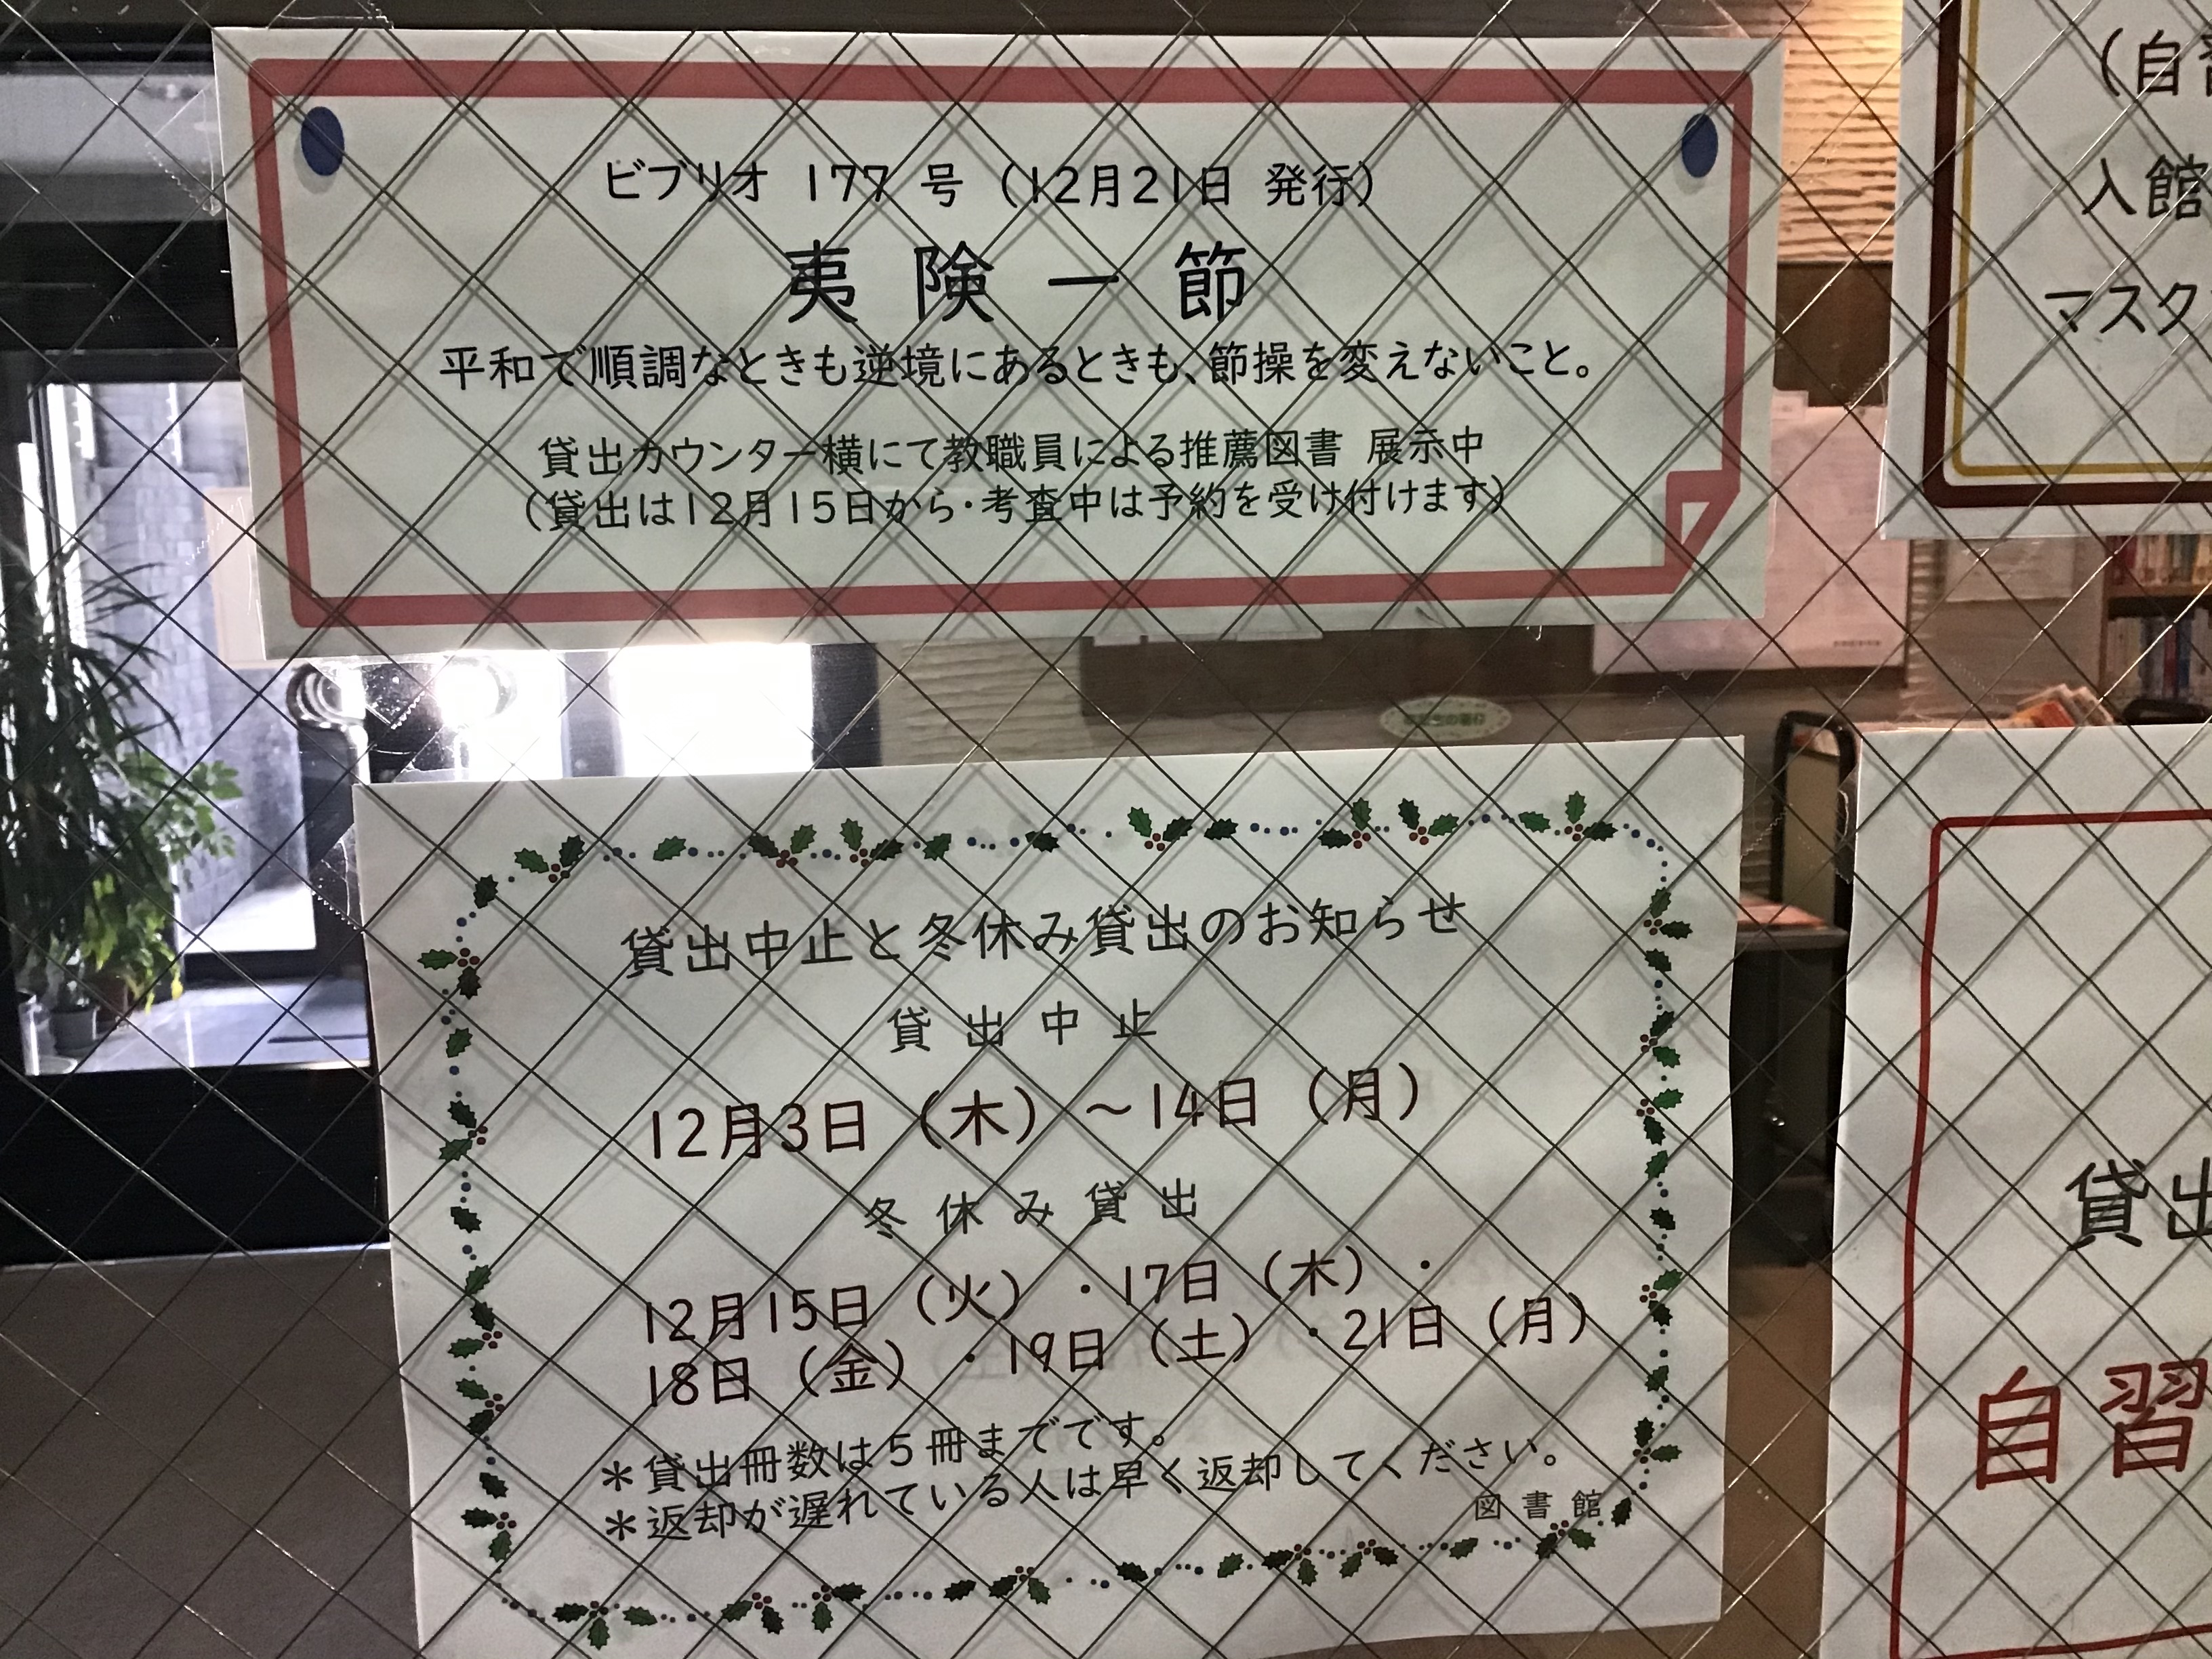 ビブリオ 177 号 (12月21日 発行)
夷険一節
平和で順調なときも逆境にあるときも、節操を変えないこと。
貸出カウンター横にて教職員による推薦図書 展示中
(貸出は12月15日から・考査中は予約を受け付けます)
貸出中止と冬休み貸出のお知らせ
貸出中止
12月3日(木)~14日(月)
冬休み貸出
12月15日(火)・17日(木)・
18日(金)・19日(土)・21日(月)
*貸出冊数は5冊までです。
*返却が遅れている人は早く返却してください。
図書館
(自習
入館
マスク
貸出
自習